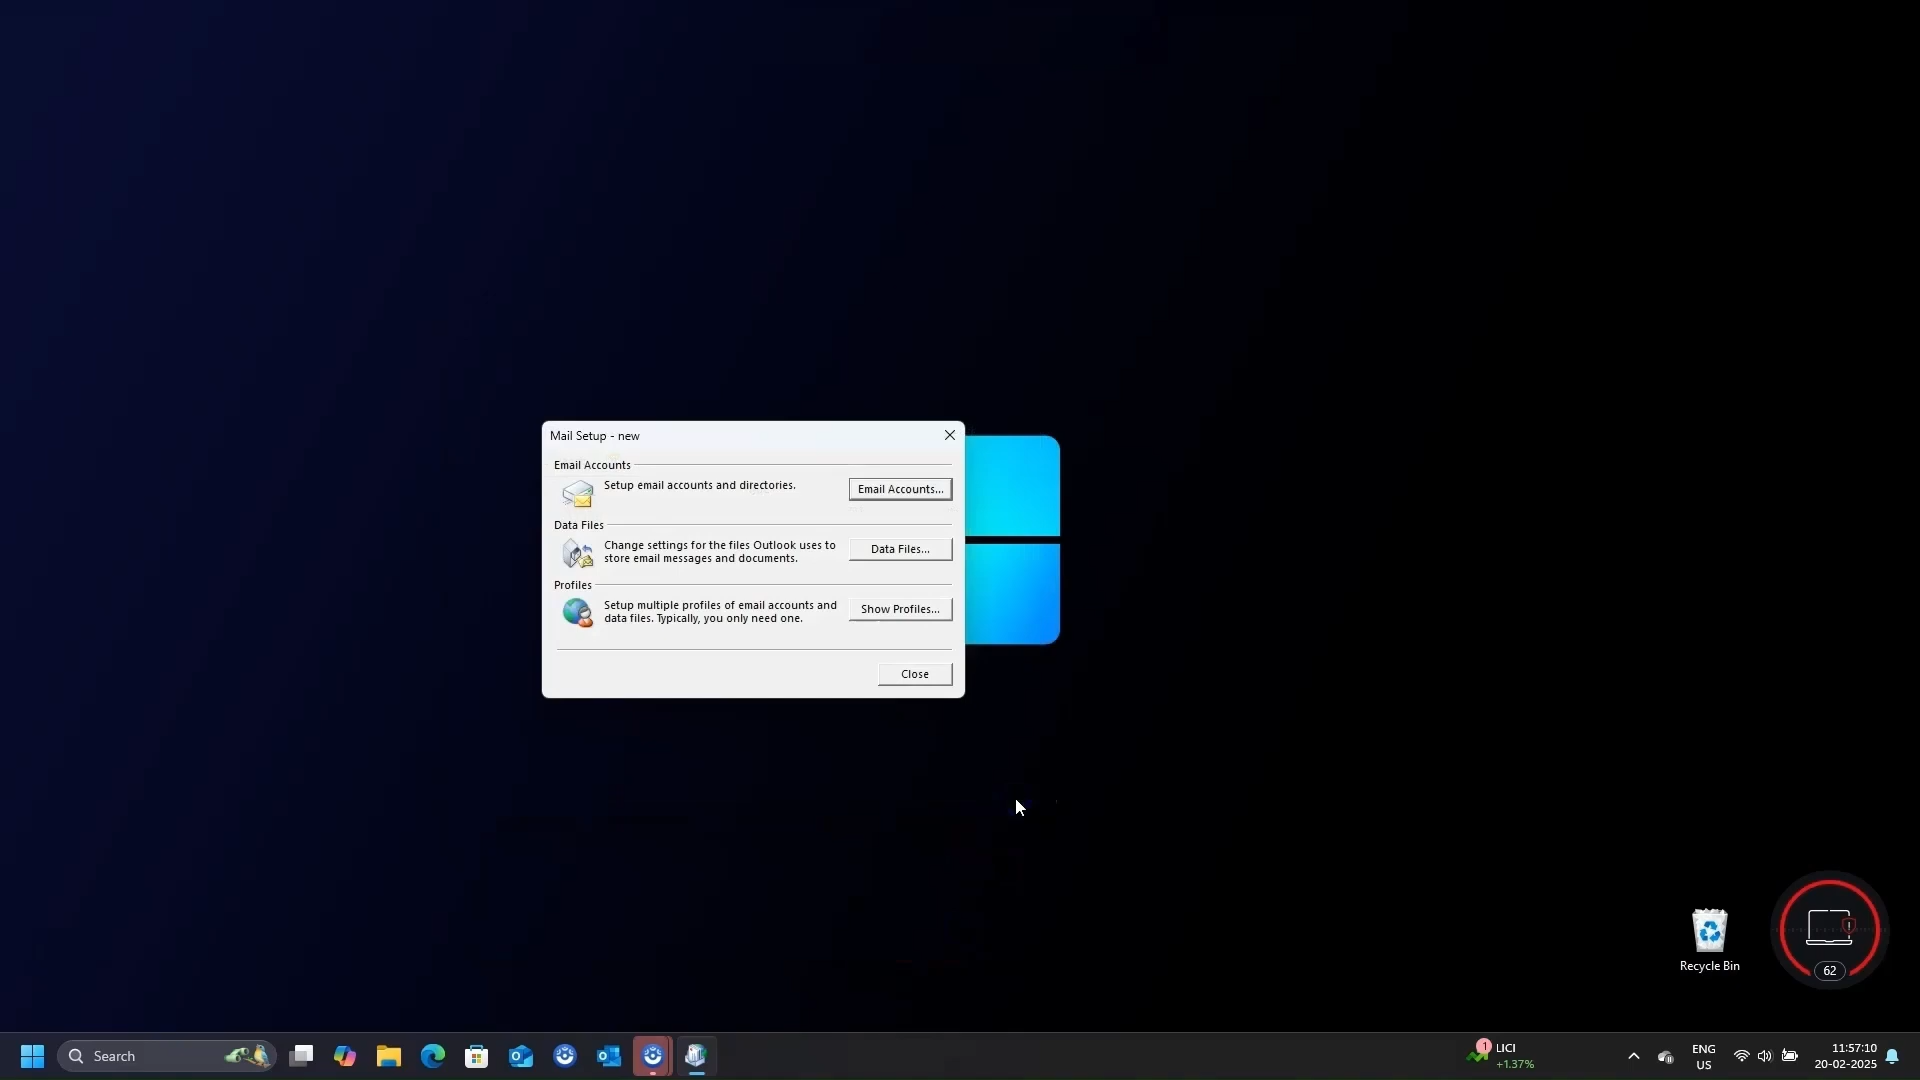 Mail Setup - new
Email Accounts
Setup email accounts and directories.
Email Accounts...
Data Files
Change settings for the files Outlook uses to
store email messages and documents.
Data Files...
Profiles
Setup multiple profiles of email accounts and
data files. Typically, you only need one.
Show Profiles...
Close
Recycle Bin
62
Search
1
LICI
+1.37%
ENG
US
11:57:10
20-02-2025